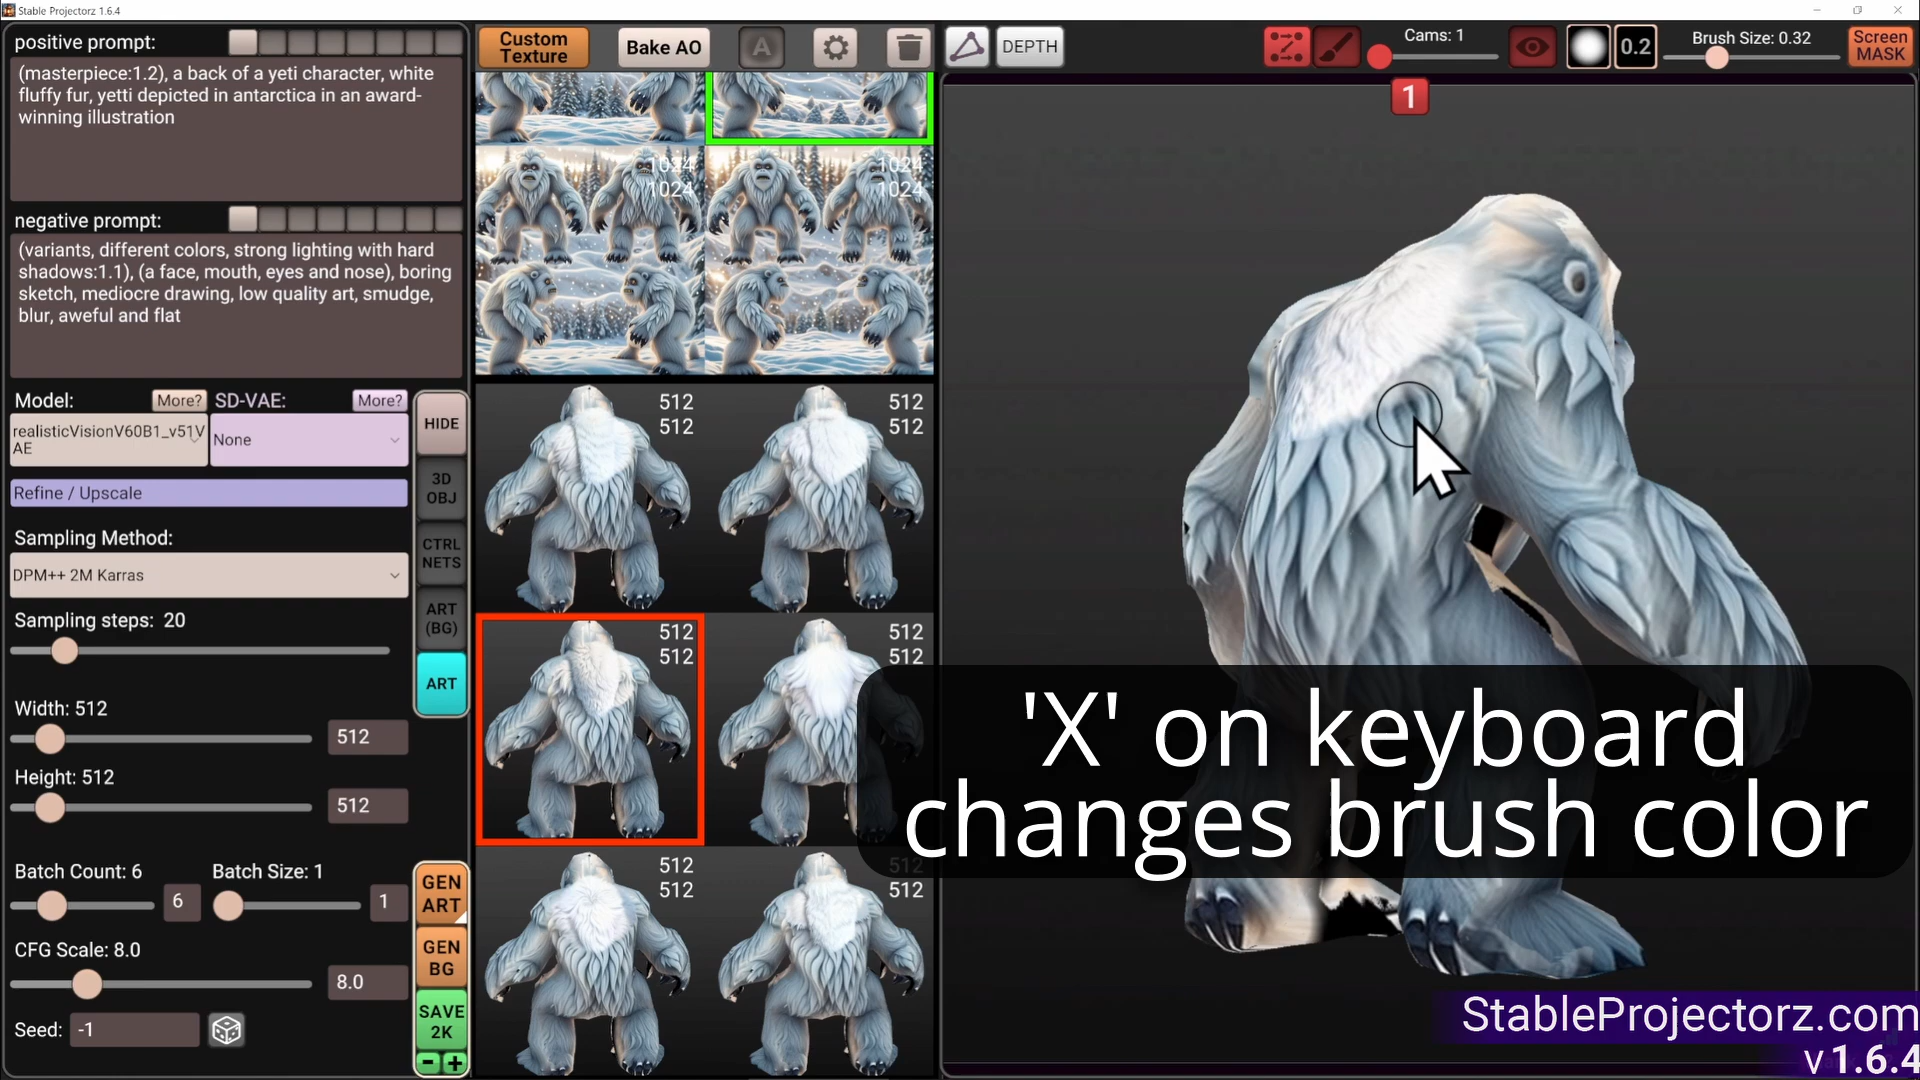 Stable Projectorz 1.6.4
positive prompt:
(masterpiece:1.2), a back of a yeti character, white
fluffy fur, yetti depicted in antarctica in an award-
winning illustration
negative prompt:
(variants, different colors, strong lighting with hard
shadows:1.1), (a face, mouth, eyes and nose), boring
sketch, mediocre drawing, low quality art, smudge,
blur, aweful and flat
Model:
More?
SD-VAE:
More?
realisticVisionV60B1_v51V
AE
None
Refine / Upscale
Sampling Method:
DPM++ 2M Karras
Sampling steps: 20
Width: 512
512
Height: 512
512
Batch Count: 6
Batch Size: 1
6
1
CFG Scale: 8.0
8.0
Seed:
-1
HIDE
3D
OBJ
CTRL
NETS
ART
(BG)
ART
GEN
ART
GEN
BG
SAVE
2K
- +
Custom
Texture
Bake AO
A
1024
1024
1024
1024
512
512
512
512
512
512
512
512
512
512
512
512
DEPTH
Cams: 1
0.2
Brush Size: 0.32
Screen
MASK
1
'X' on keyboard
changes brush color
StableProjectorz.com
v1.6.4